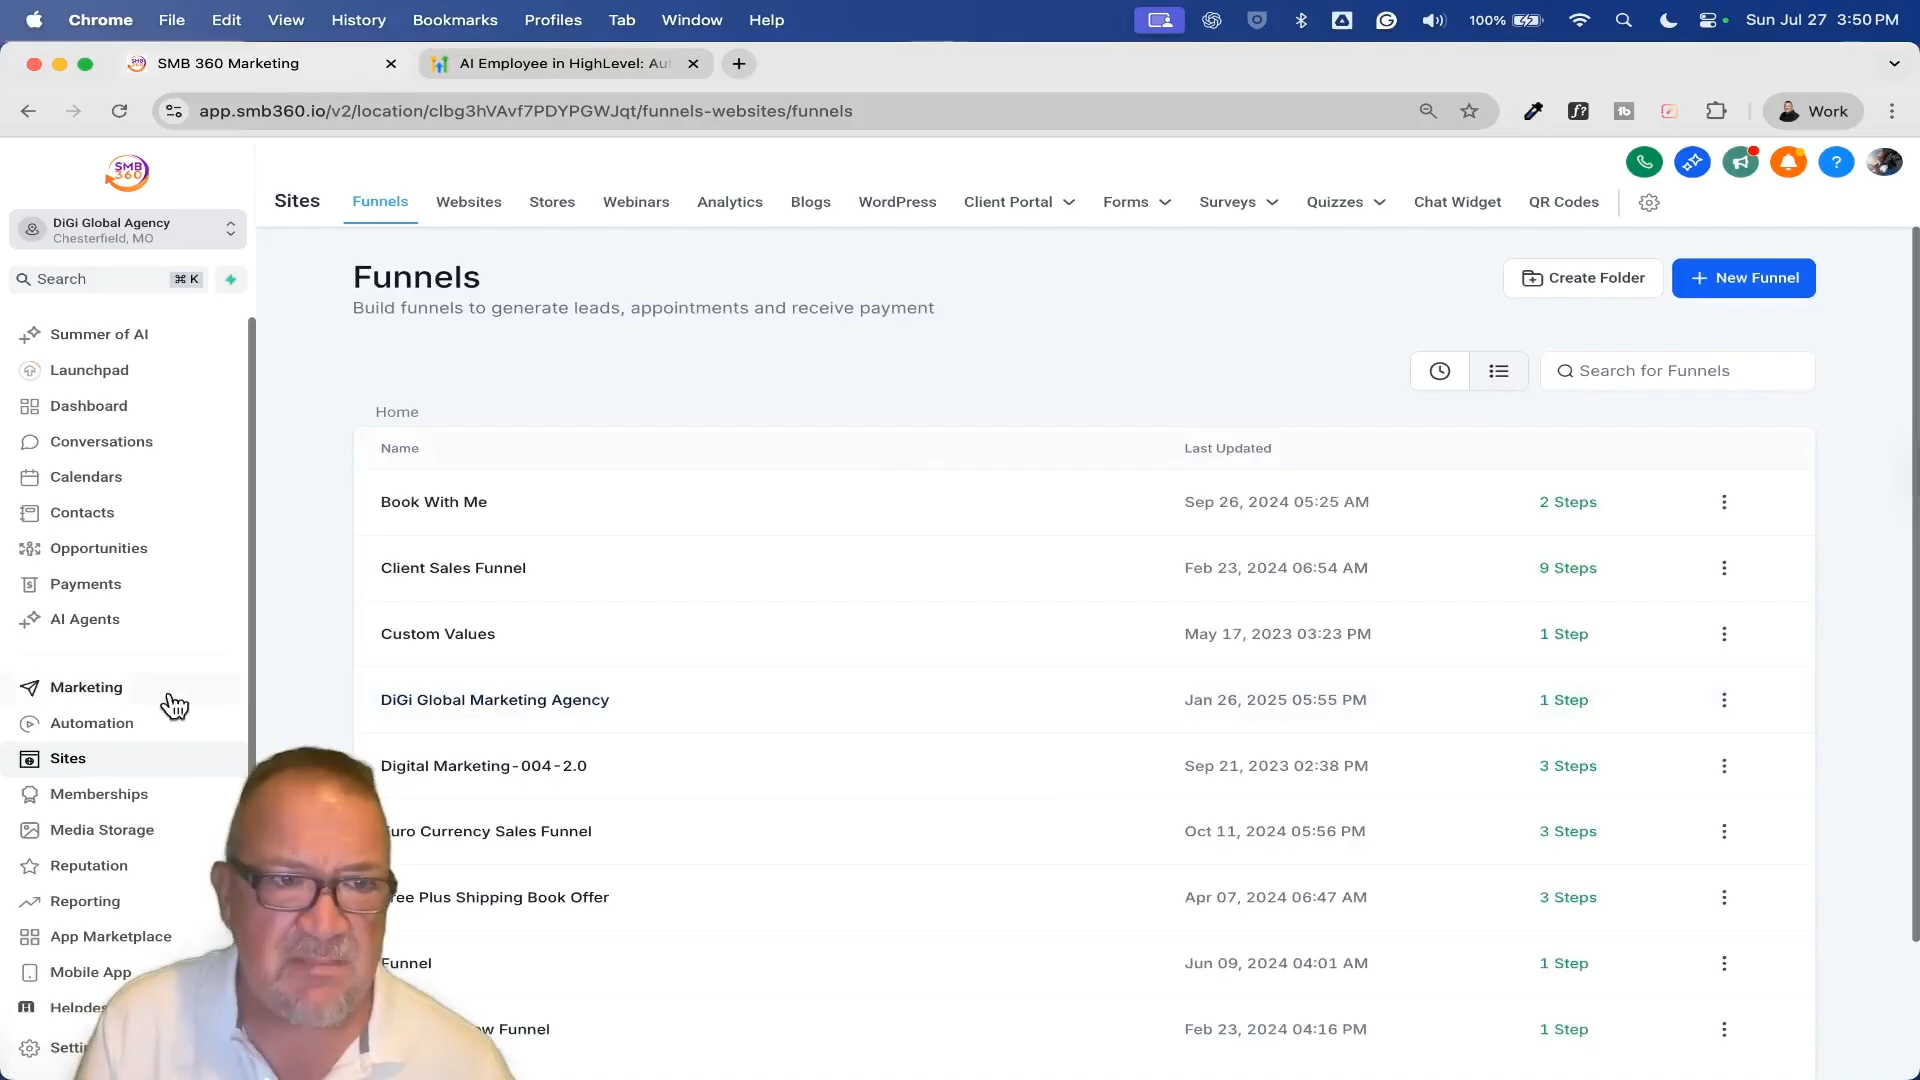 Chrome File Edit View History Bookmarks Profiles Tab Window Help 100% Sun Jul 27 3:50 PM
SMB 360 Marketing
AI Employee in HighLevel: Au
app.smb360.io/v2/location/clbg3hVAvf7PDYPGWJqt/funnels-websites/funnels
Work
SMB
360
DiGi Global Agency
Chesterfield, MO
Search ⌘ K
Summer of AI
Launchpad
Dashboard
Conversations
Calendars
Contacts
Opportunities
Payments
AI Agents
Marketing
Automation
Sites
Memberships
Media Storage
Reputation
Reporting
App Marketplace
Mobile App
Helpdes
Setti
Sites Funnels Websites Stores Webinars Analytics Blogs WordPress Client Portal Forms Surveys Quizzes Chat Widget QR Codes
Funnels
Build funnels to generate leads, appointments and receive payment
Create Folder
+ New Funnel
Search for Funnels
Home
Name Last Updated
Book With Me Sep 26, 2024 05:25 AM 2 Steps
Client Sales Funnel Feb 23, 2024 06:54 AM 9 Steps
Custom Values May 17, 2023 03:23 PM 1 Step
DiGi Global Marketing Agency Jan 26, 2025 05:55 PM 1 Step
Digital Marketing-004-2.0 Sep 21, 2023 02:38 PM 3 Steps
uro Currency Sales Funnel Oct 11, 2024 05:56 PM 3 Steps
ree Plus Shipping Book Offer Apr 07, 2024 06:47 AM 3 Steps
Funnel Jun 09, 2024 04:01 AM 1 Step
ow Funnel Feb 23, 2024 04:16 PM 1 Step